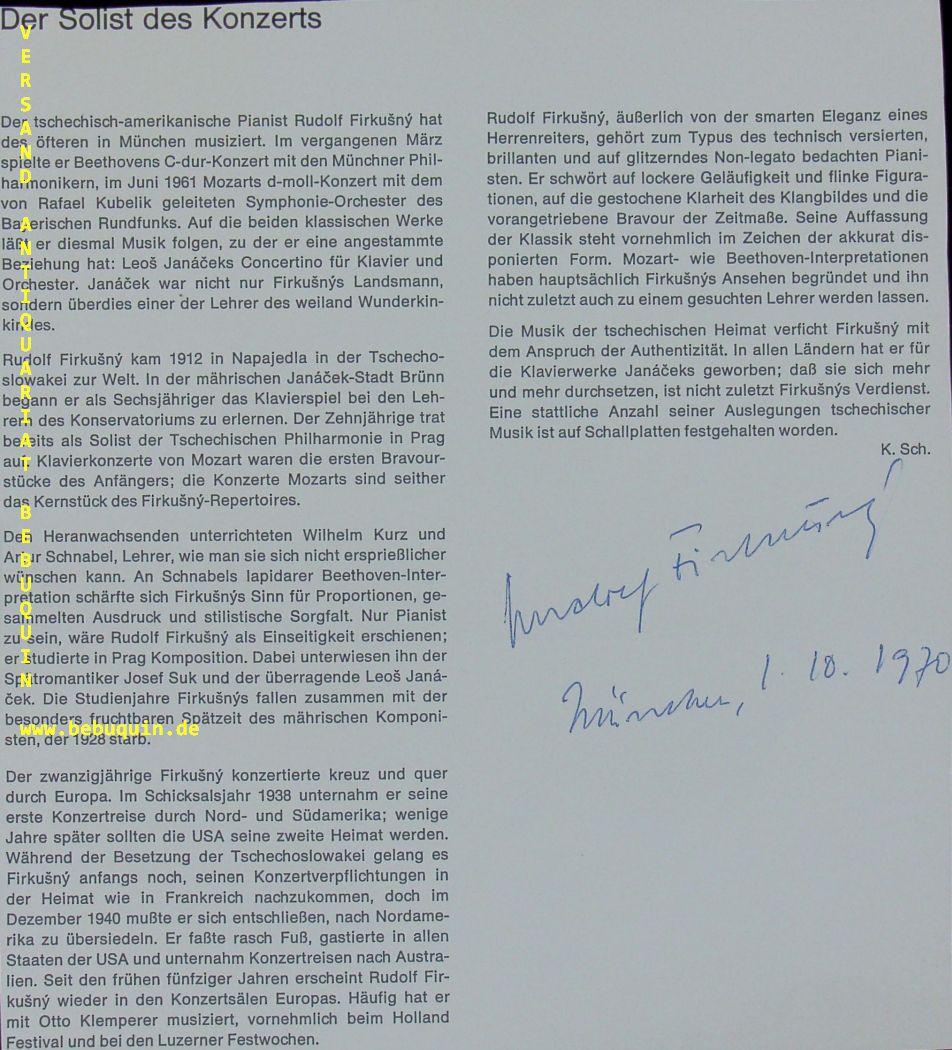 Der Solist des Konzerts
Der tschechisch-amerikanische Pianist Rudolf Firkušný hat
des öfteren in München musiziert. Im vergangenen März
spielte er Beethovens C-dur-Konzert mit den Münchner Phil-
harmonikern, im Juni 1961 Mozarts d-moll-Konzert mit dem
von Rafael Kubelik geleiteten Symphonie-Orchester des
Bayerischen Rundfunks. Auf die beiden klassischen Werke
läßt er diesmal Musik folgen, zu der er eine angestammte
Beziehung hat: Leoš Janáčeks Concertino für Klavier und
Orchester. Janáček war nicht nur Firkušnýs Landsmann,
sondern überdies einer der Lehrer des weiland Wunderkin-
kindes.
Rudolf Firkušný kam 1912 in Napajedla in der Tschecho-
slowakei zur Welt. In der mährischen Janáček-Stadt Brünn
begann er als Sechsjähriger das Klavierspiel bei den Leh-
rern des Konservatoriums zu erlernen. Der Zehnjährige trat
bereits als Solist der Tschechischen Philharmonie in Prag
auf. Klavierkonzerte von Mozart waren die ersten Bravour-
stücke des Anfängers; die Konzerte Mozarts sind seither
das Kernstück des Firkušný-Repertoires.
Den Heranwachsenden unterrichteten Wilhelm Kurz und
Artur Schnabel, Lehrer, wie man sie sich nicht ersprießlicher
wünschen kann. An Schnabels lapidarer Beethoven-Inter-
pretation schärfte sich Firkušnýs Sinn für Proportionen, ge-
sammelten Ausdruck und stilistische Sorgfalt. Nur Pianist
zu sein, wäre Rudolf Firkušný als Einseitigkeit erschienen;
er studierte in Prag Komposition. Dabei unterwiesen ihn der
Spätromantiker Josef Suk und der überragende Leoš Janá-
ček. Die Studienjahre Firkušnýs fallen zusammen mit der
besonders fruchtbaren Spätzeit des mährischen Komponi-
sten, der 1928 starb.
Der zwanzigjährige Firkušný konzertierte kreuz und quer
durch Europa. Im Schicksalsjahr 1938 unternahm er seine
erste Konzertreise durch Nord- und Südamerika; wenige
Jahre später sollten die USA seine zweite Heimat werden.
Während der Besetzung der Tschechoslowakei gelang es
Firkušný anfangs noch, seinen Konzertverpflichtungen in
der Heimat wie in Frankreich nachzukommen, doch im
Dezember 1940 mußte er sich entschließen, nach Nordame-
rika zu übersiedeln. Er faßte rasch Fuß, gastierte in allen
Staaten der USA und unternahm Konzertreisen nach Austra-
lien. Seit den frühen fünfziger Jahren erscheint Rudolf Fir-
kušný wieder in den Konzertsälen Europas. Häufig hat er
mit Otto Klemperer musiziert, vornehmlich beim Holland
Festival und bei den Luzerner Festwochen.
Rudolf Firkušný, äußerlich von der smarten Eleganz eines
Herrenreiters, gehört zum Typus des technisch versierten,
brillanten und auf glitzerndes Non-legato bedachten Piani-
sten. Er schwört auf lockere Geläufigkeit und flinke Figura-
tionen, auf die gestochene Klarheit des Klangbildes und die
vorangetriebene Bravour der Zeitmaße. Seine Auffassung
der Klassik steht vornehmlich im Zeichen der akkurat dis-
ponierten Form. Mozart- wie Beethoven-Interpretationen
haben hauptsächlich Firkušnýs Ansehen begründet und ihn
nicht zuletzt auch zu einem gesuchten Lehrer werden lassen.
Die Musik der tschechischen Heimat verficht Firkušný mit
dem Anspruch der Authentizität. In allen Ländern hat er für
die Klavierwerke Janáčeks geworben; daß sie sich mehr
und mehr durchsetzen, ist nicht zuletzt Firkušnýs Verdienst.
Eine stattliche Anzahl seiner Auslegungen tschechischer
Musik ist auf Schallplatten festgehalten worden.
K. Sch.
Rudolf Firkušný
München, 1. 10. 1970
VERSAND ANTIQUARIAT BEBUQUIN
www.bebuquin.de